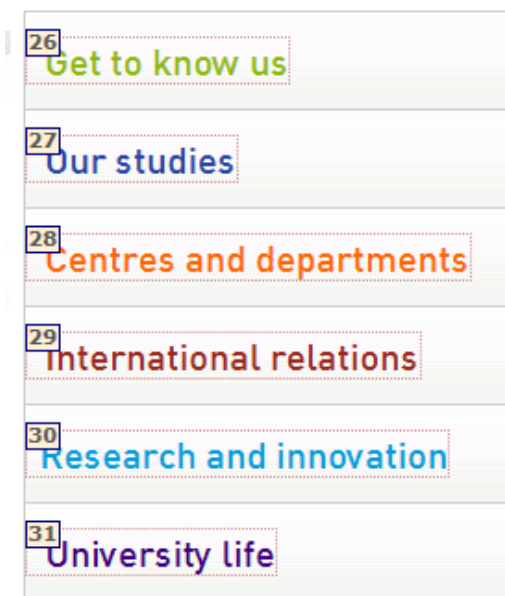 26
Get to know us
27
Our studies
28
Centres and departments
29
International relations
30
Research and innovation
31
University life